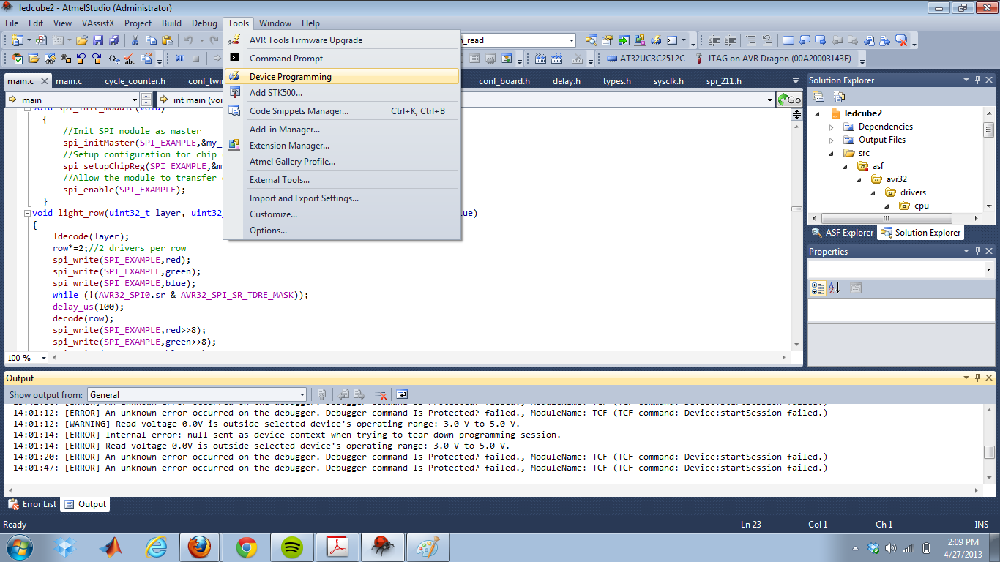 ledcube2 - AtmelStudio (Administrator)
File Edit View VAssistX Project Build Debug Tools Window Help
AVR Tools Firmware Upgrade
Command Prompt
Device Programming
Add STK500...
Code Snippets Manager... Ctrl+K, Ctrl+B
Add-in Manager...
Extension Manager...
Atmel Gallery Profile...
External Tools...
Import and Export Settings...
Customize...
Options...
_read
AT32UC3C2512C JTAG on AVR Dragon (00A20003143E)
main.c main.c cycle_counter.h conf_twi conf_board.h delay.h types.h sysclk.h spi_211.h
main int main (voi Go
void spi_init_module(void)
{
//Init SPI module as master
spi_initMaster(SPI_EXAMPLE,&my_
//Setup configuration for chip
spi_setupChipReg(SPI_EXAMPLE,&m
//Allow the module to transfer
spi_enable(SPI_EXAMPLE);
}
void light_row(uint32_t layer, uint32 ue)
{
ldecode(layer);
row*=2;//2 drivers per row
spi_write(SPI_EXAMPLE,red);
spi_write(SPI_EXAMPLE,green);
spi_write(SPI_EXAMPLE,blue);
while (!(AVR32_SPI0.sr & AVR32_SPI_SR_TDRE_MASK));
delay_us(100);
decode(row);
spi_write(SPI_EXAMPLE,red>>8);
spi_write(SPI_EXAMPLE,green>>8);
100 %
Solution Explorer
ledcube2
Dependencies
Output Files
src
asf
avr32
drivers
cpu
ASF Explorer Solution Explorer
Properties
Output
Show output from: General
14:01:12: [ERROR] An unknown error occurred on the debugger. Debugger command Is Protected? failed., ModuleName: TCF (TCF command: Device:startSession failed.)
14:01:12: [WARNING] Read voltage 0.0V is outside selected device's operating range: 3.0 V to 5.0 V.
14:01:14: [ERROR] Internal error: null sent as device context when trying to tear down programming session.
14:01:14: [ERROR] Read voltage 0.0V is outside selected device's operating range: 3.0 V to 5.0 V.
14:01:20: [ERROR] An unknown error occurred on the debugger. Debugger command Is Protected? failed., ModuleName: TCF (TCF command: Device:startSession failed.)
14:01:47: [ERROR] An unknown error occurred on the debugger. Debugger command Is Protected? failed., ModuleName: TCF (TCF command: Device:startSession failed.)
Error List Output
Ready Ln 23 Col 1 Ch 1 INS
2:09 PM
4/27/2013